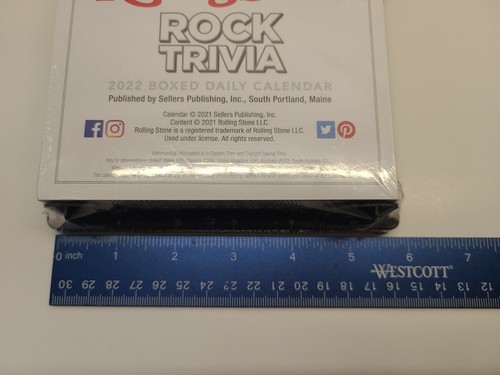 ROCK
TRIVIA
2022 BOXED DAILY CALENDAR
Published by Sellers Publishing, Inc., South Portland, Maine
Calendar © 2021 Sellers Publishing, Inc.
Content © 2021 Rolling Stone LLC.
Rolling Stone is a registered trademark of Rolling Stone LLC.
Used under license. All rights reserved.
0 inch 1 2 3 4 5 6 7
WESTCOTT®
30 29 28 27 26 25 24 23 22 21 20 19 18 17 16 15 14 13 12